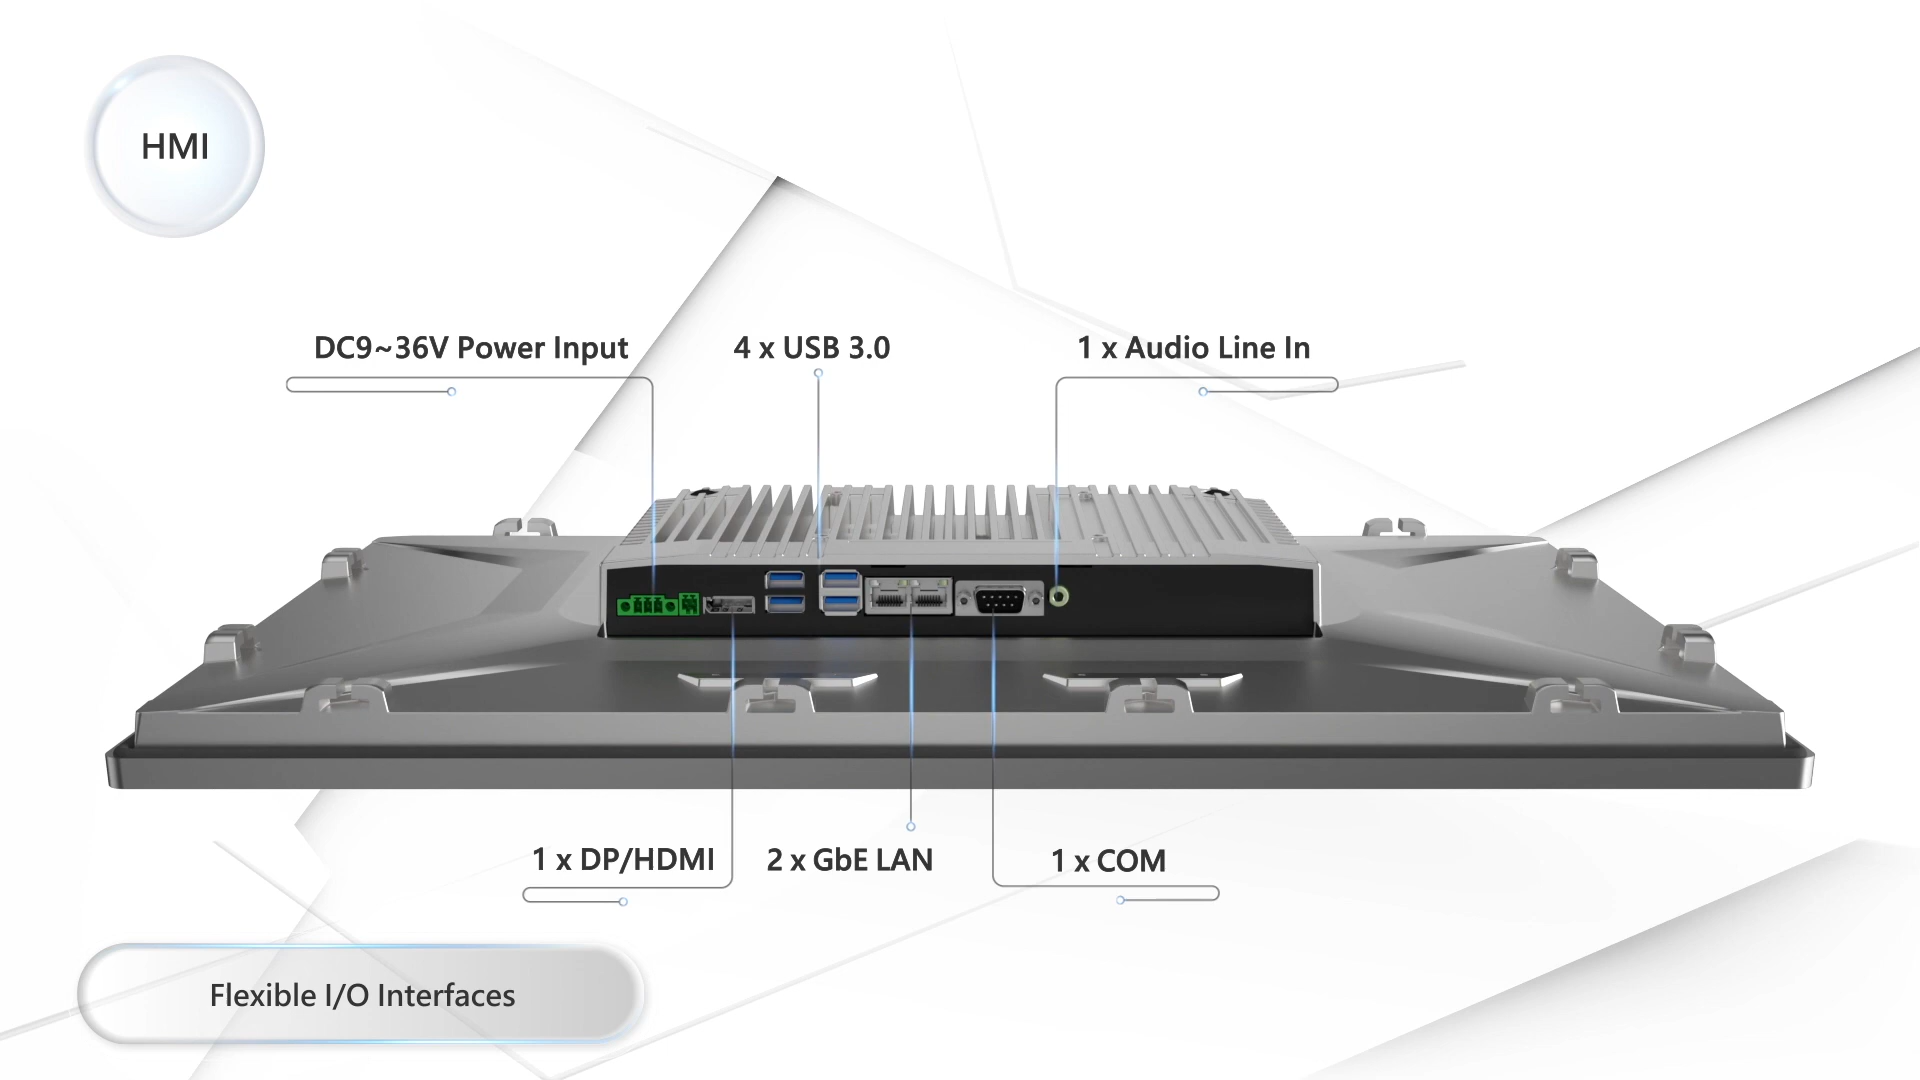 HMI
DC9~36V Power Input
4 x USB 3.0
1 x Audio Line In
1 x DP/HDMI
2 x GbE LAN
1 x COM
Flexible I/O Interfaces